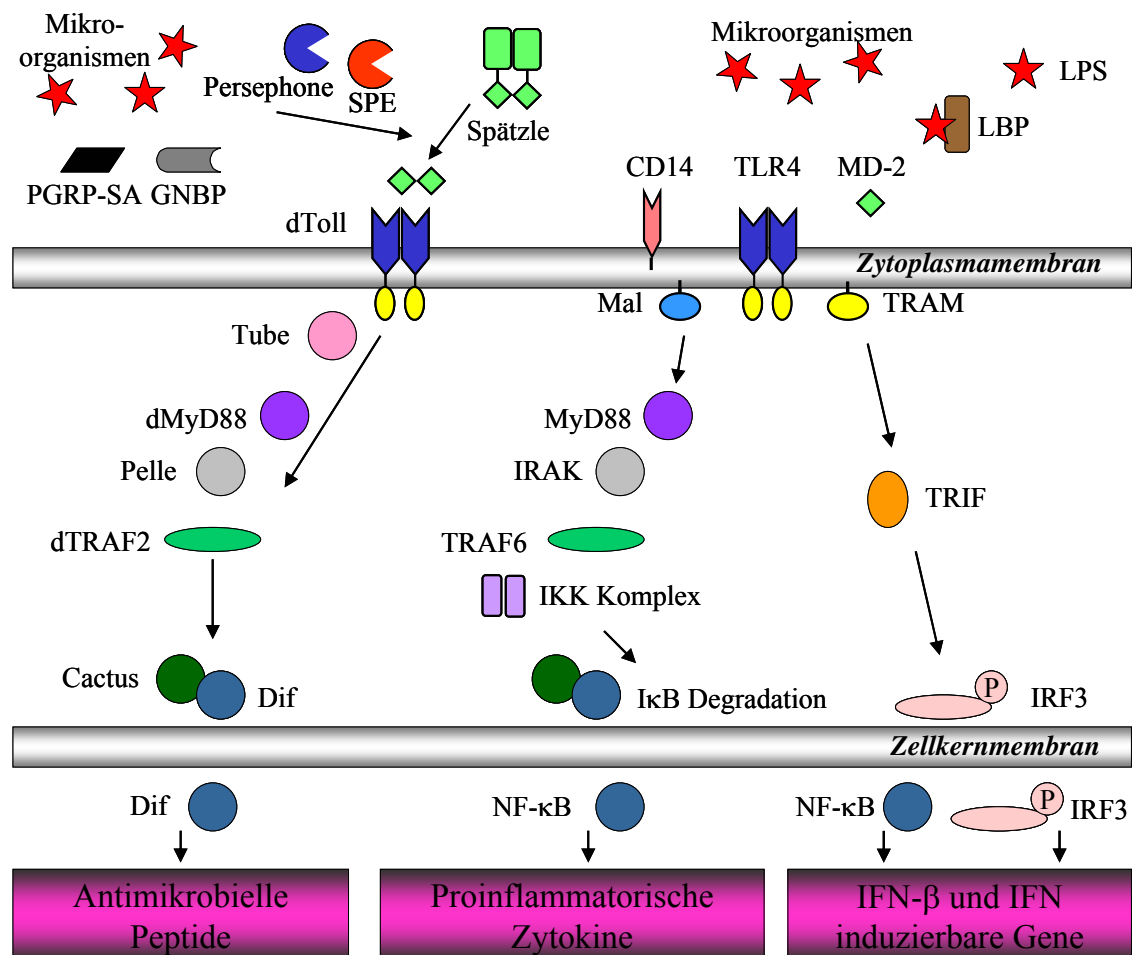 Mikro-
organismen
Persephone
SPE
Spätzle
Mikroorganismen
LPS
LBP
PGRP-SA
GNBP
CD14
TLR4
MD-2
dToll
Zytoplasmamembran
Mal
TRAM
Tube
dMyD88
MyD88
Pelle
IRAK
TRIF
dTRAF2
TRAF6
IKK Komplex
Cactus
Dif
IκB Degradation
P
IRF3
Zellkernmembran
Dif
NF-κB
NF-κB
P
IRF3
Antimikrobielle
Peptide
Proinflammatorische
Zytokine
IFN-β und IFN
induzierbare Gene